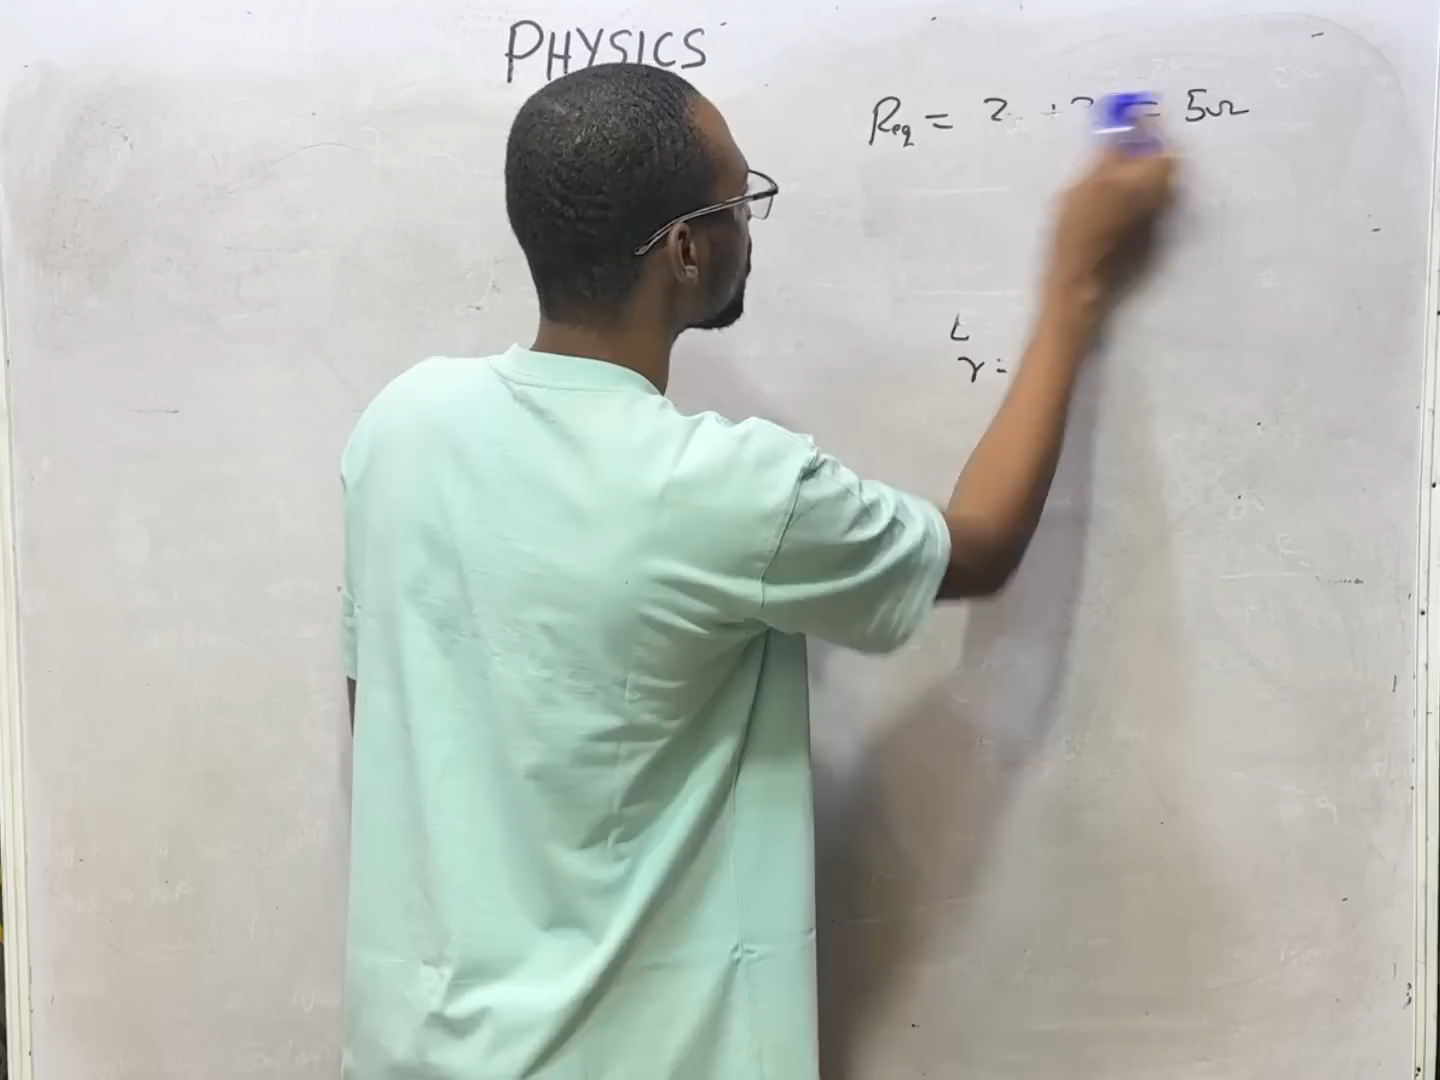 PHYSICS
Req = 2 + = 5Ω
L
r =